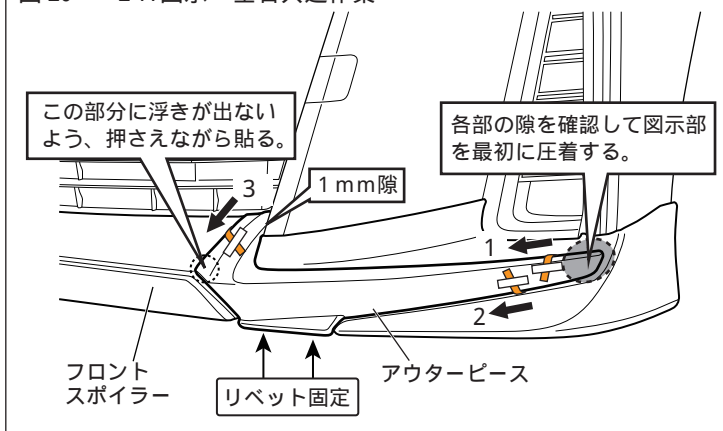 この部分に浮きが出ない
よう、押さえながら貼る。
各部の隙を確認して図示部
を最初に圧着する。
3
1mm隙
1
2
フロント
スポイラー
リベット固定
アウターピース